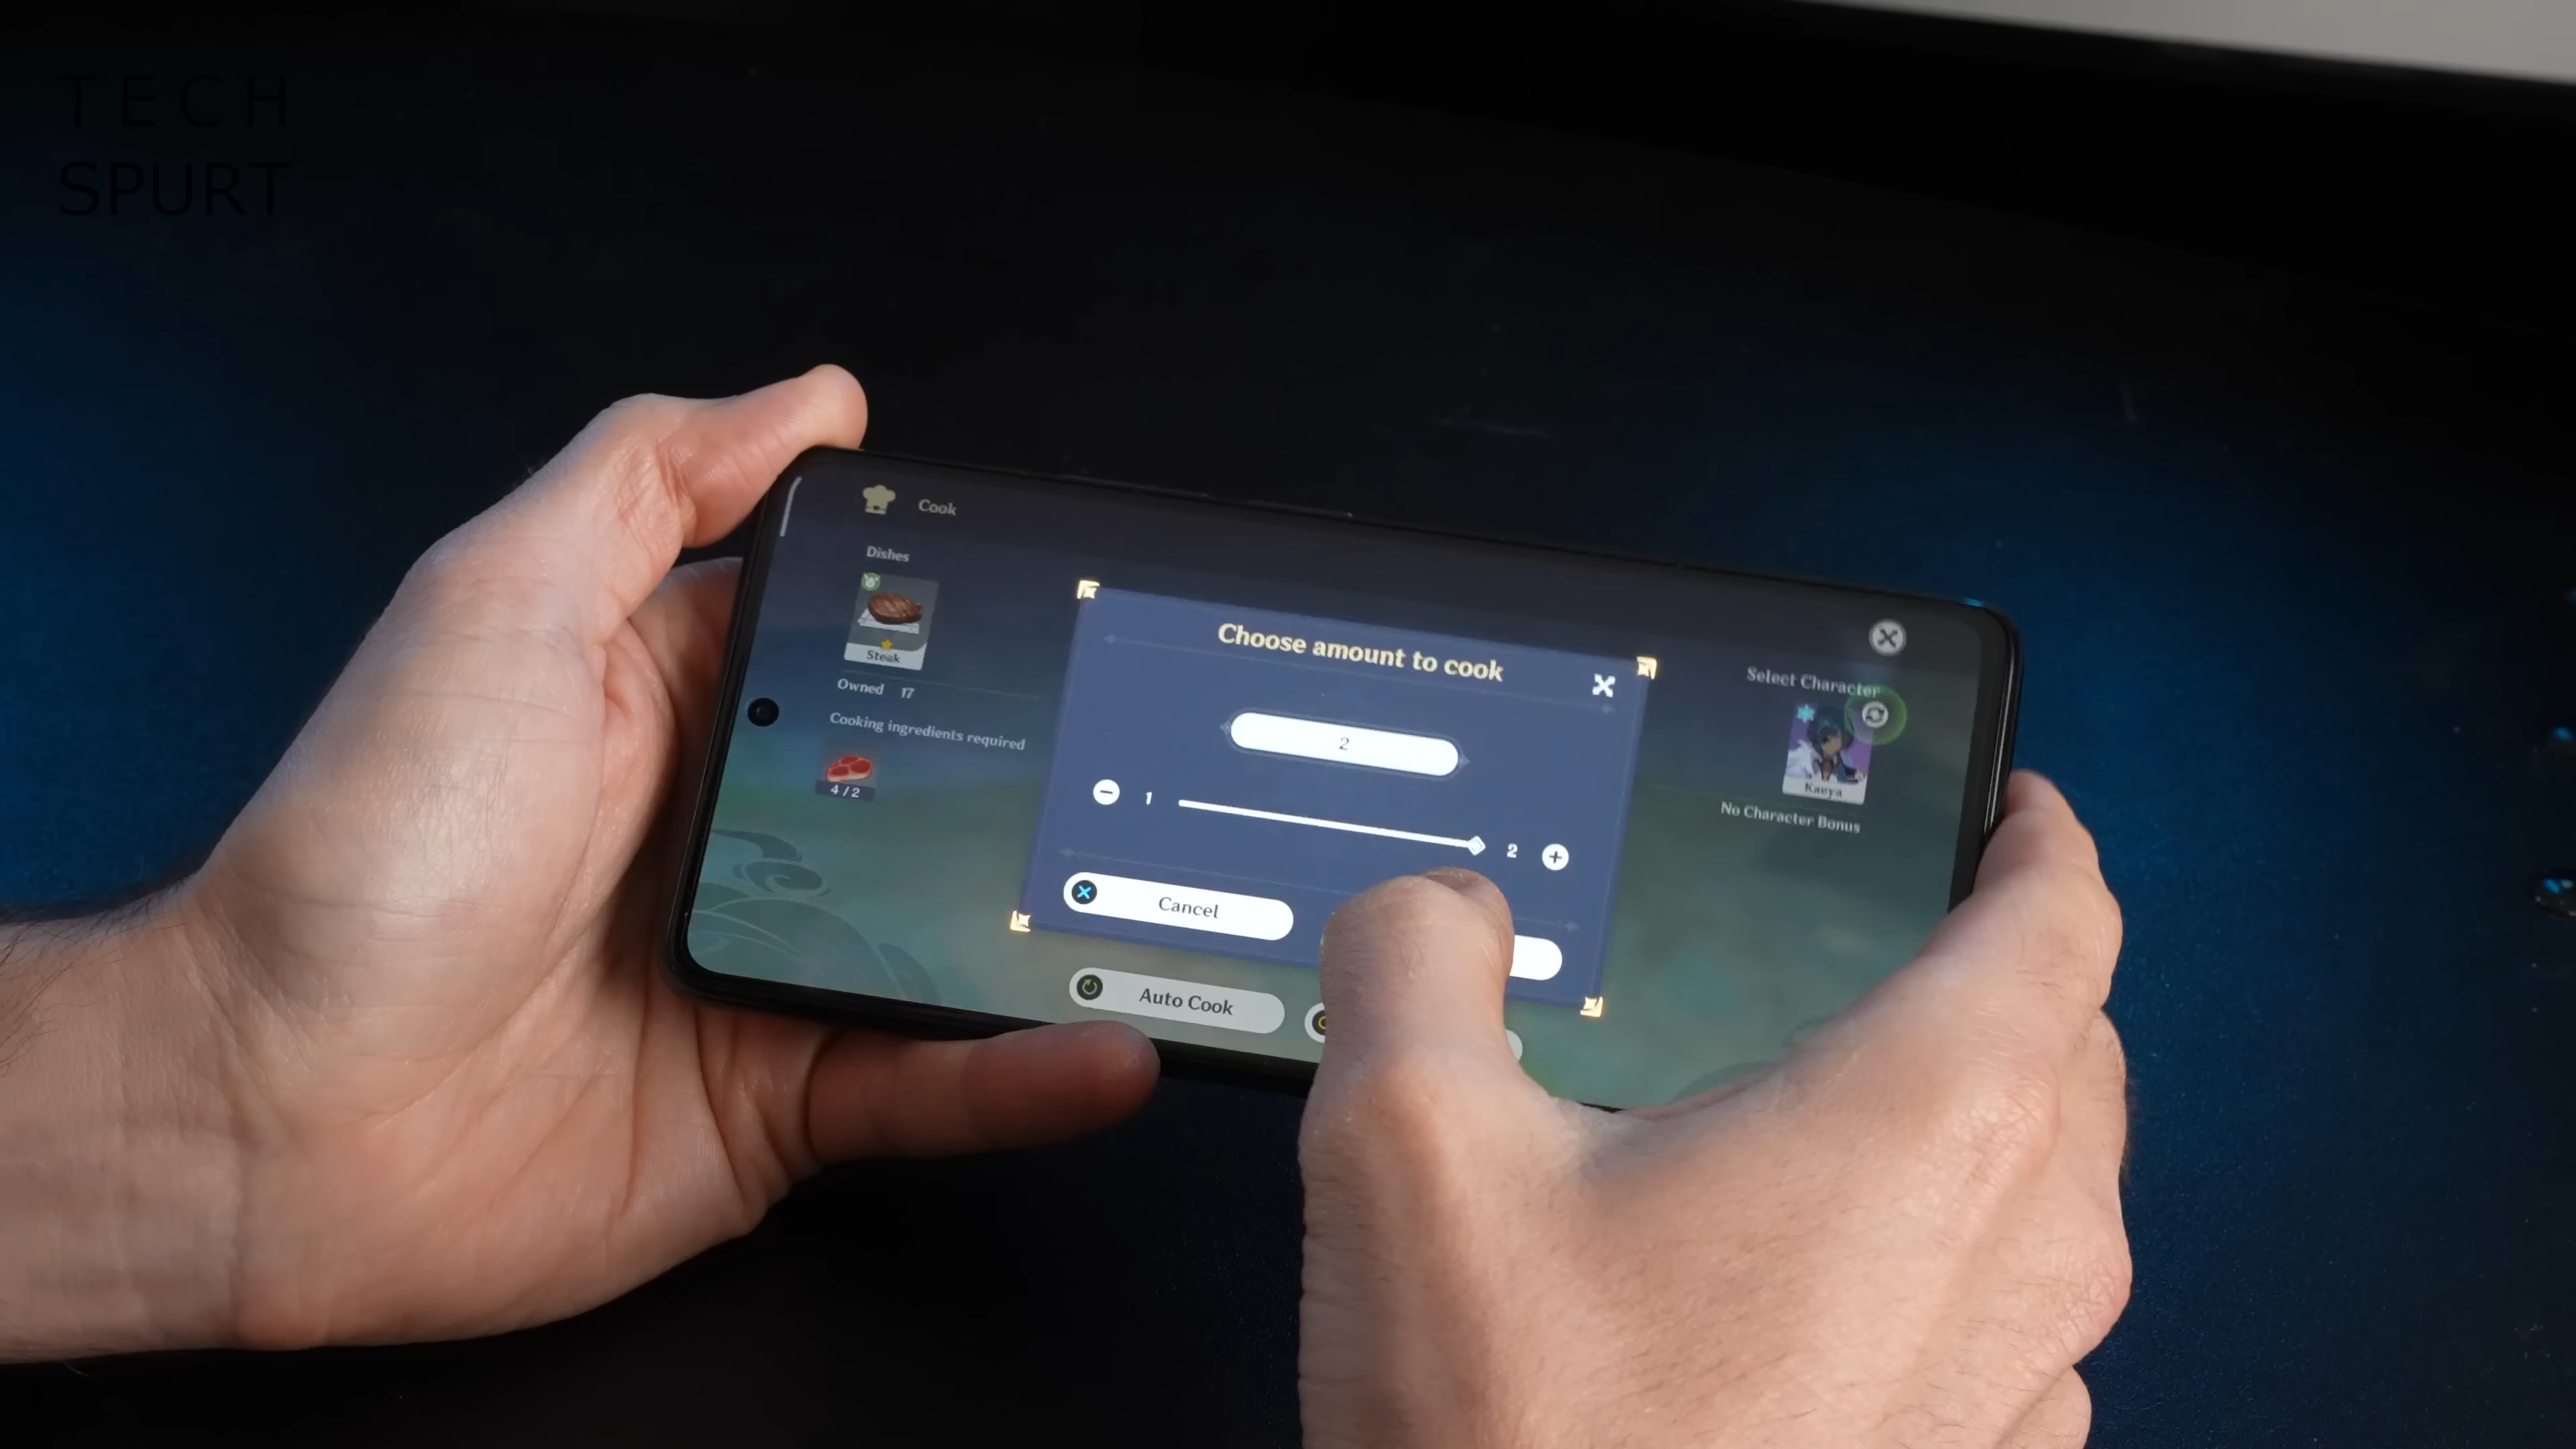 TECH
SPURT
Cook
Dishes
Steak
Owned 17
Cooking ingredients required
4 / 2
Choose amount to cook
2
1
2
Cancel
Auto Cook
Select Character
Kaeya
No Character Bonus